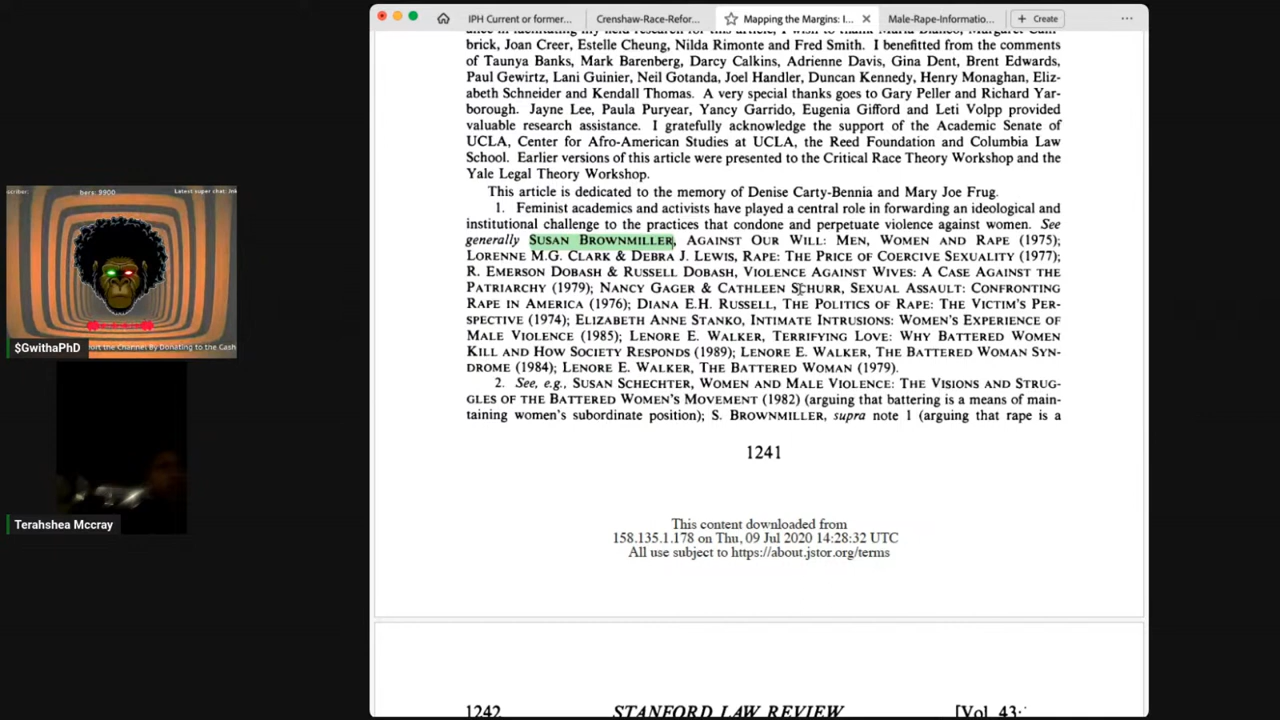 IPH Current or former...
Crenshaw-Race-Refor...
Mapping the Margins: I...
Male-Rape-Informatio...
+ Create
brick, Joan Creer, Estelle Cheung, Nilda Rimonte and Fred Smith. I benefitted from the comments
of Taunya Banks, Mark Barenberg, Darcy Calkins, Adrienne Davis, Gina Dent, Brent Edwards,
Paul Gewirtz, Lani Guinier, Neil Gotanda, Joel Handler, Duncan Kennedy, Henry Monaghan, Eliz-
abeth Schneider and Kendall Thomas. A very special thanks goes to Gary Peller and Richard Yar-
borough. Jayne Lee, Paula Puryear, Yancy Garrido, Eugenia Gifford and Leti Volpp provided
valuable research assistance. I gratefully acknowledge the support of the Academic Senate of
UCLA, Center for Afro-American Studies at UCLA, the Reed Foundation and Columbia Law
School. Earlier versions of this article were presented to the Critical Race Theory Workshop and the
Yale Legal Theory Workshop.
This article is dedicated to the memory of Denise Carty-Bennia and Mary Joe Frug.
1. Feminist academics and activists have played a central role in forwarding an ideological and
institutional challenge to the practices that condone and perpetuate violence against women. See
generally SUSAN BROWNMILLER, AGAINST OUR WILL: MEN, WOMEN AND RAPE (1975);
LORENNE M.G. CLARK & DEBRA J. LEWIS, RAPE: THE PRICE OF COERCIVE SEXUALITY (1977);
R. EMERSON DOBASH & RUSSELL DOBASH, VIOLENCE AGAINST WIVES: A CASE AGAINST THE
PATRIARCHY (1979); NANCY GAGER & CATHLEEN SCHURR, SEXUAL ASSAULT: CONFRONTING
RAPE IN AMERICA (1976); DIANA E.H. RUSSELL, THE POLITICS OF RAPE: THE VICTIM'S PER-
SPECTIVE (1974); ELIZABETH ANNE STANKO, INTIMATE INTRUSIONS: WOMEN'S EXPERIENCE OF
MALE VIOLENCE (1985); LENORE E. WALKER, TERRIFYING LOVE: WHY BATTERED WOMEN
KILL AND HOW SOCIETY RESPONDS (1989); LENORE E. WALKER, THE BATTERED WOMAN SYN-
DROME (1984); LENORE E. WALKER, THE BATTERED WOMAN (1979).
2. See, e.g., SUSAN SCHECHTER, WOMEN AND MALE VIOLENCE: THE VISIONS AND STRUG-
GLES OF THE BATTERED WOMEN'S MOVEMENT (1982) (arguing that battering is a means of main-
taining women's subordinate position); S. BROWNMILLER, supra note 1 (arguing that rape is a
1241
This content downloaded from
158.135.1.178 on Thu, 09 Jul 2020 14:28:32 UTC
All use subject to https://about.jstor.org/terms
1242 STANFORD LAW REVIEW [Vol. 43:
scriber: bers: 9900 Latest super chat:
$GwithaPhD
ort the Channel By Donating to the Cash
Terahshea Mccray